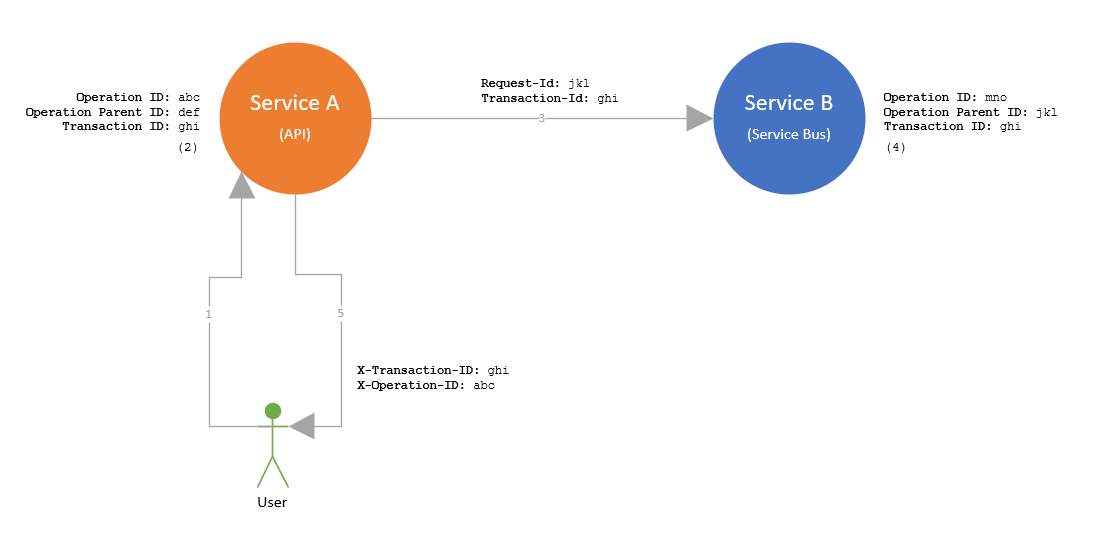 Operation ID: abc
Operation Parent ID: def
Transaction ID: ghi
(2)
Service A
(API)
Request-Id: jkl
Transaction-Id: ghi
3
Service B
(Service Bus)
Operation ID: mno
Operation Parent ID: jkl
Transaction ID: ghi
(4)
1
5
X-Transaction-ID: ghi
X-Operation-ID: abc
User